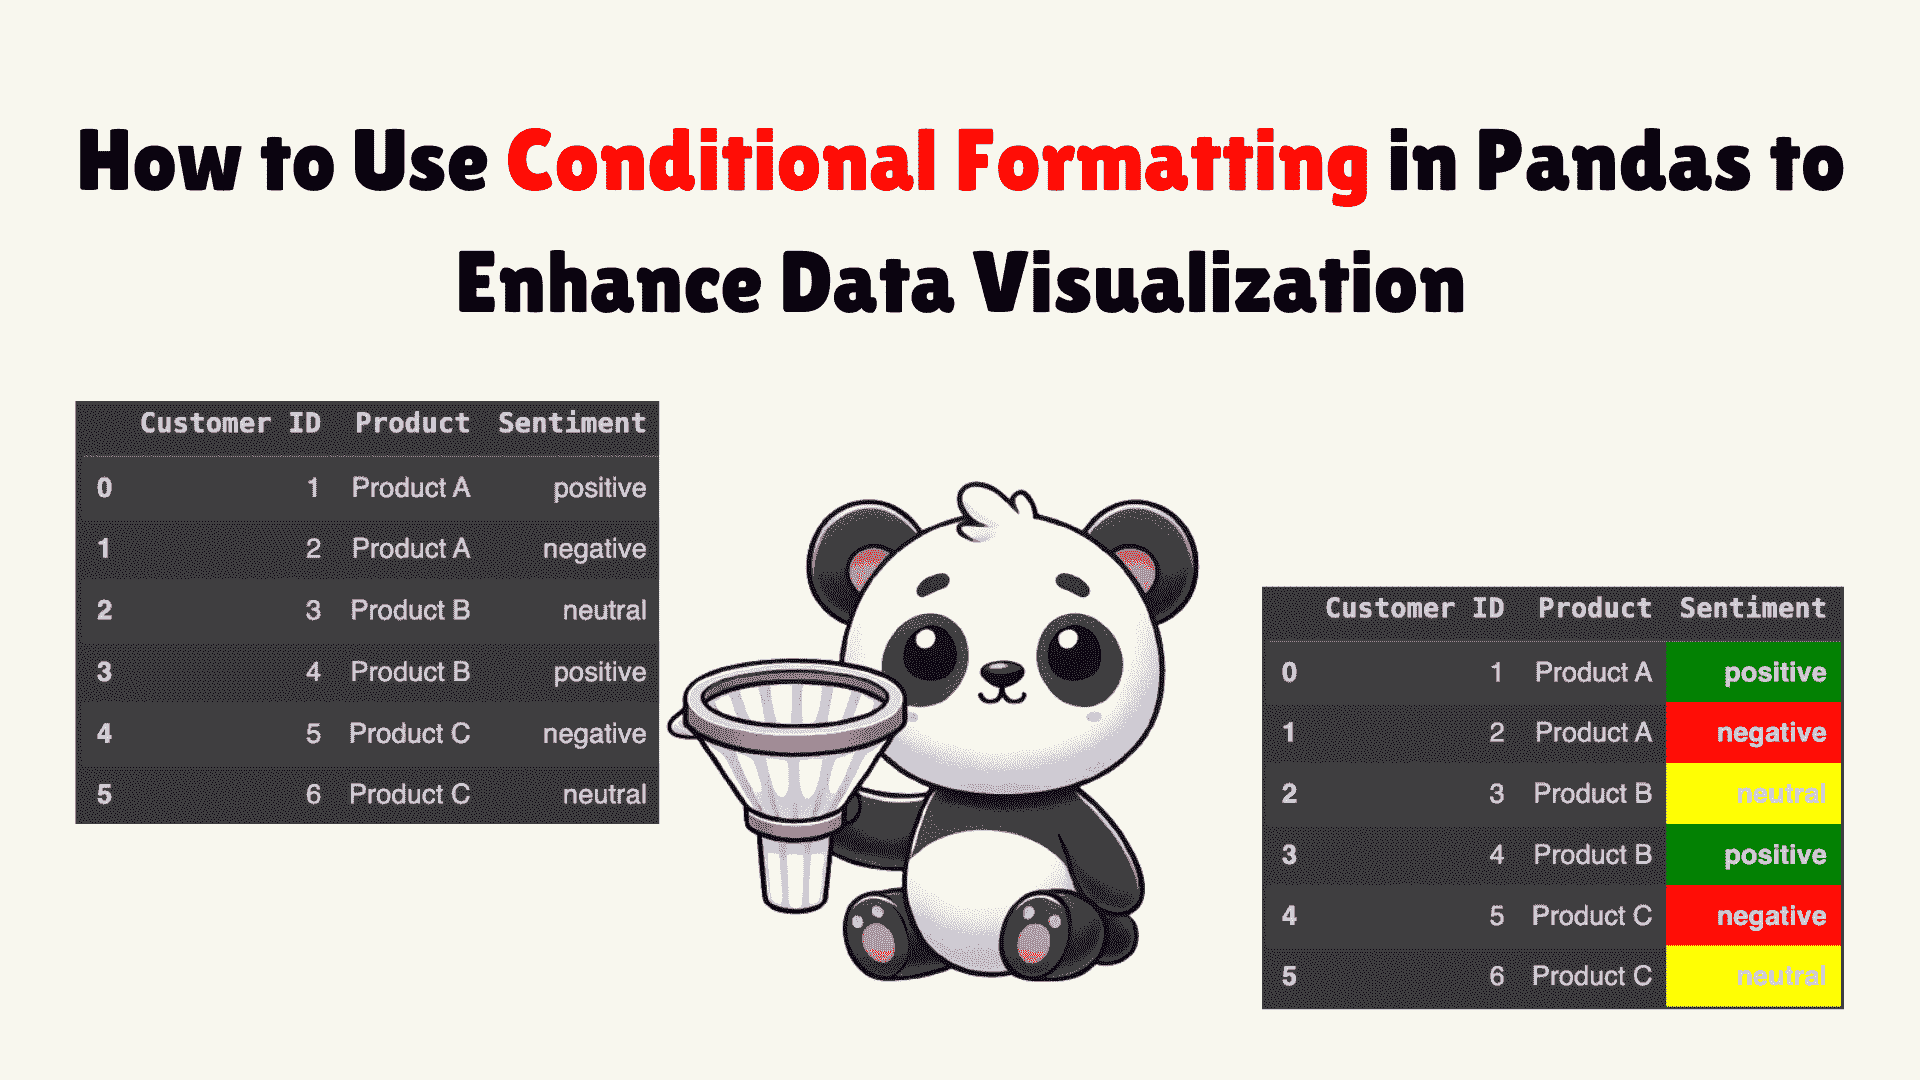 How to Use Conditional Formatting in Pandas to
Enhance Data Visualization
Customer ID Product Sentiment
0 1 Product A positive
1 2 Product A negative
2 3 Product B neutral
3 4 Product B positive
4 5 Product C negative
5 6 Product C neutral
Customer ID Product Sentiment
0 1 Product A positive
1 2 Product A negative
2 3 Product B neutral
3 4 Product B positive
4 5 Product C negative
5 6 Product C neutral